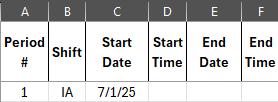 A B C D E F
Period # Shift Start Date Start Time End Date End Time
1 IA 7/1/25